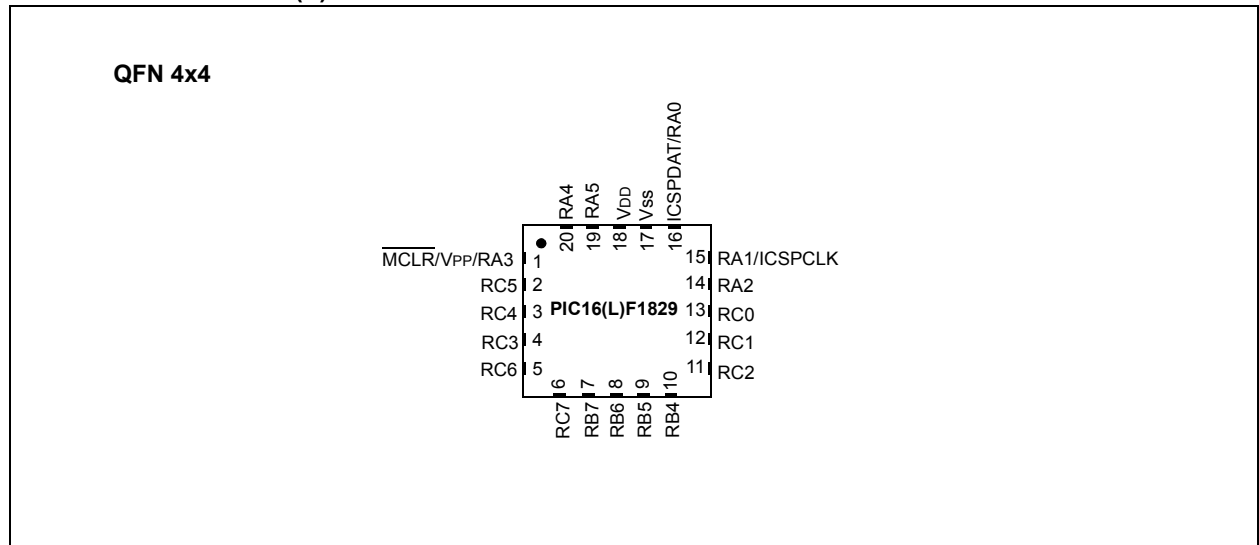 QFN 4x4
ICSPDAT/RA0
RA4
RA5
VDD
Vss
20
19
18
17
16
MCLR/VPP/RA3 1
15 RA1/ICSPCLK
RC5 2
14 RA2
RC4 3 PIC16(L)F1829 13 RC0
RC3 4
12 RC1
RC6 5
11 RC2
6
7
8
9
10
RC7
RB7
RB6
RB5
RB4